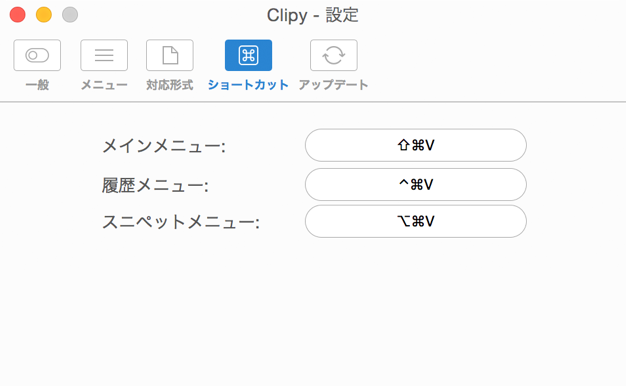 Clipy - 設定
一般 メニュー 対応形式 ショートカット アップデート
メインメニュー: ⇧⌘V
履歴メニュー: ^⌘V
スニペットメニュー: ⌥⌘V